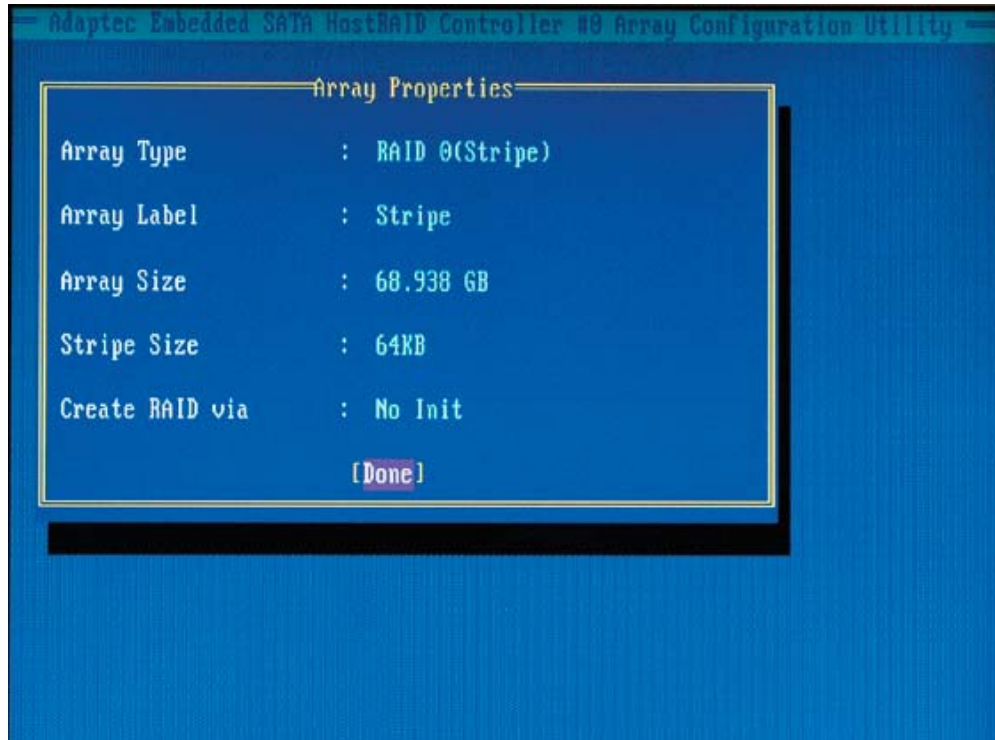 Adaptec Embedded SATA HostRAID Controller #0 Array Configuration Utility
Array Properties
Array Type : RAID 0(Stripe)
Array Label : Stripe
Array Size : 68.938 GB
Stripe Size : 64KB
Create RAID via : No Init
[Done]